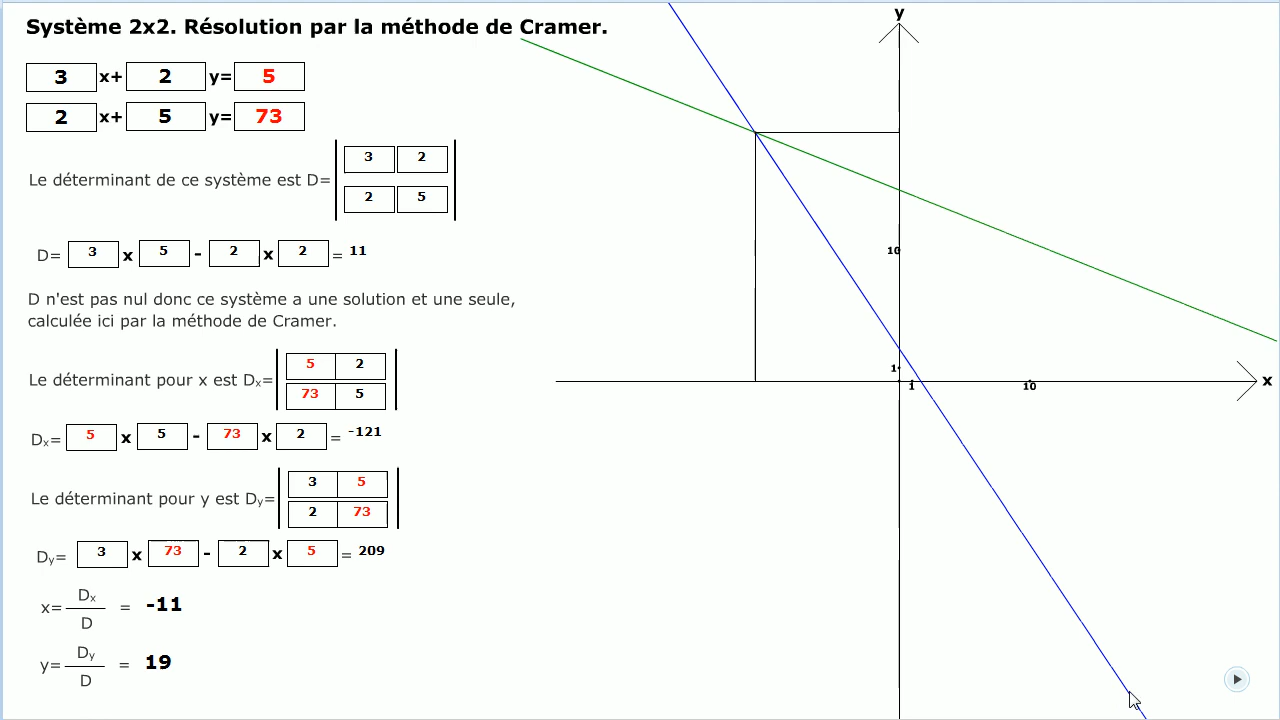 Système 2x2. Résolution par la méthode de Cramer.
3 x+ 2 y= 5
2 x+ 5 y= 73
3 2
Le déterminant de ce système est D=
2 5
D= 3 x 5 - 2 x 2 = 11
D n'est pas nul donc ce système a une solution et une seule,
calculée ici par la méthode de Cramer.
5 2
Le déterminant pour x est Dx=
73 5
Dx= 5 x 5 - 73 x 2 = -121
3 5
Le déterminant pour y est Dy=
2 73
Dy= 3 x 73 - 2 x 5 = 209
Dx
x= = -11
D
Dy
y= = 19
D
y
10
1
1 10
x